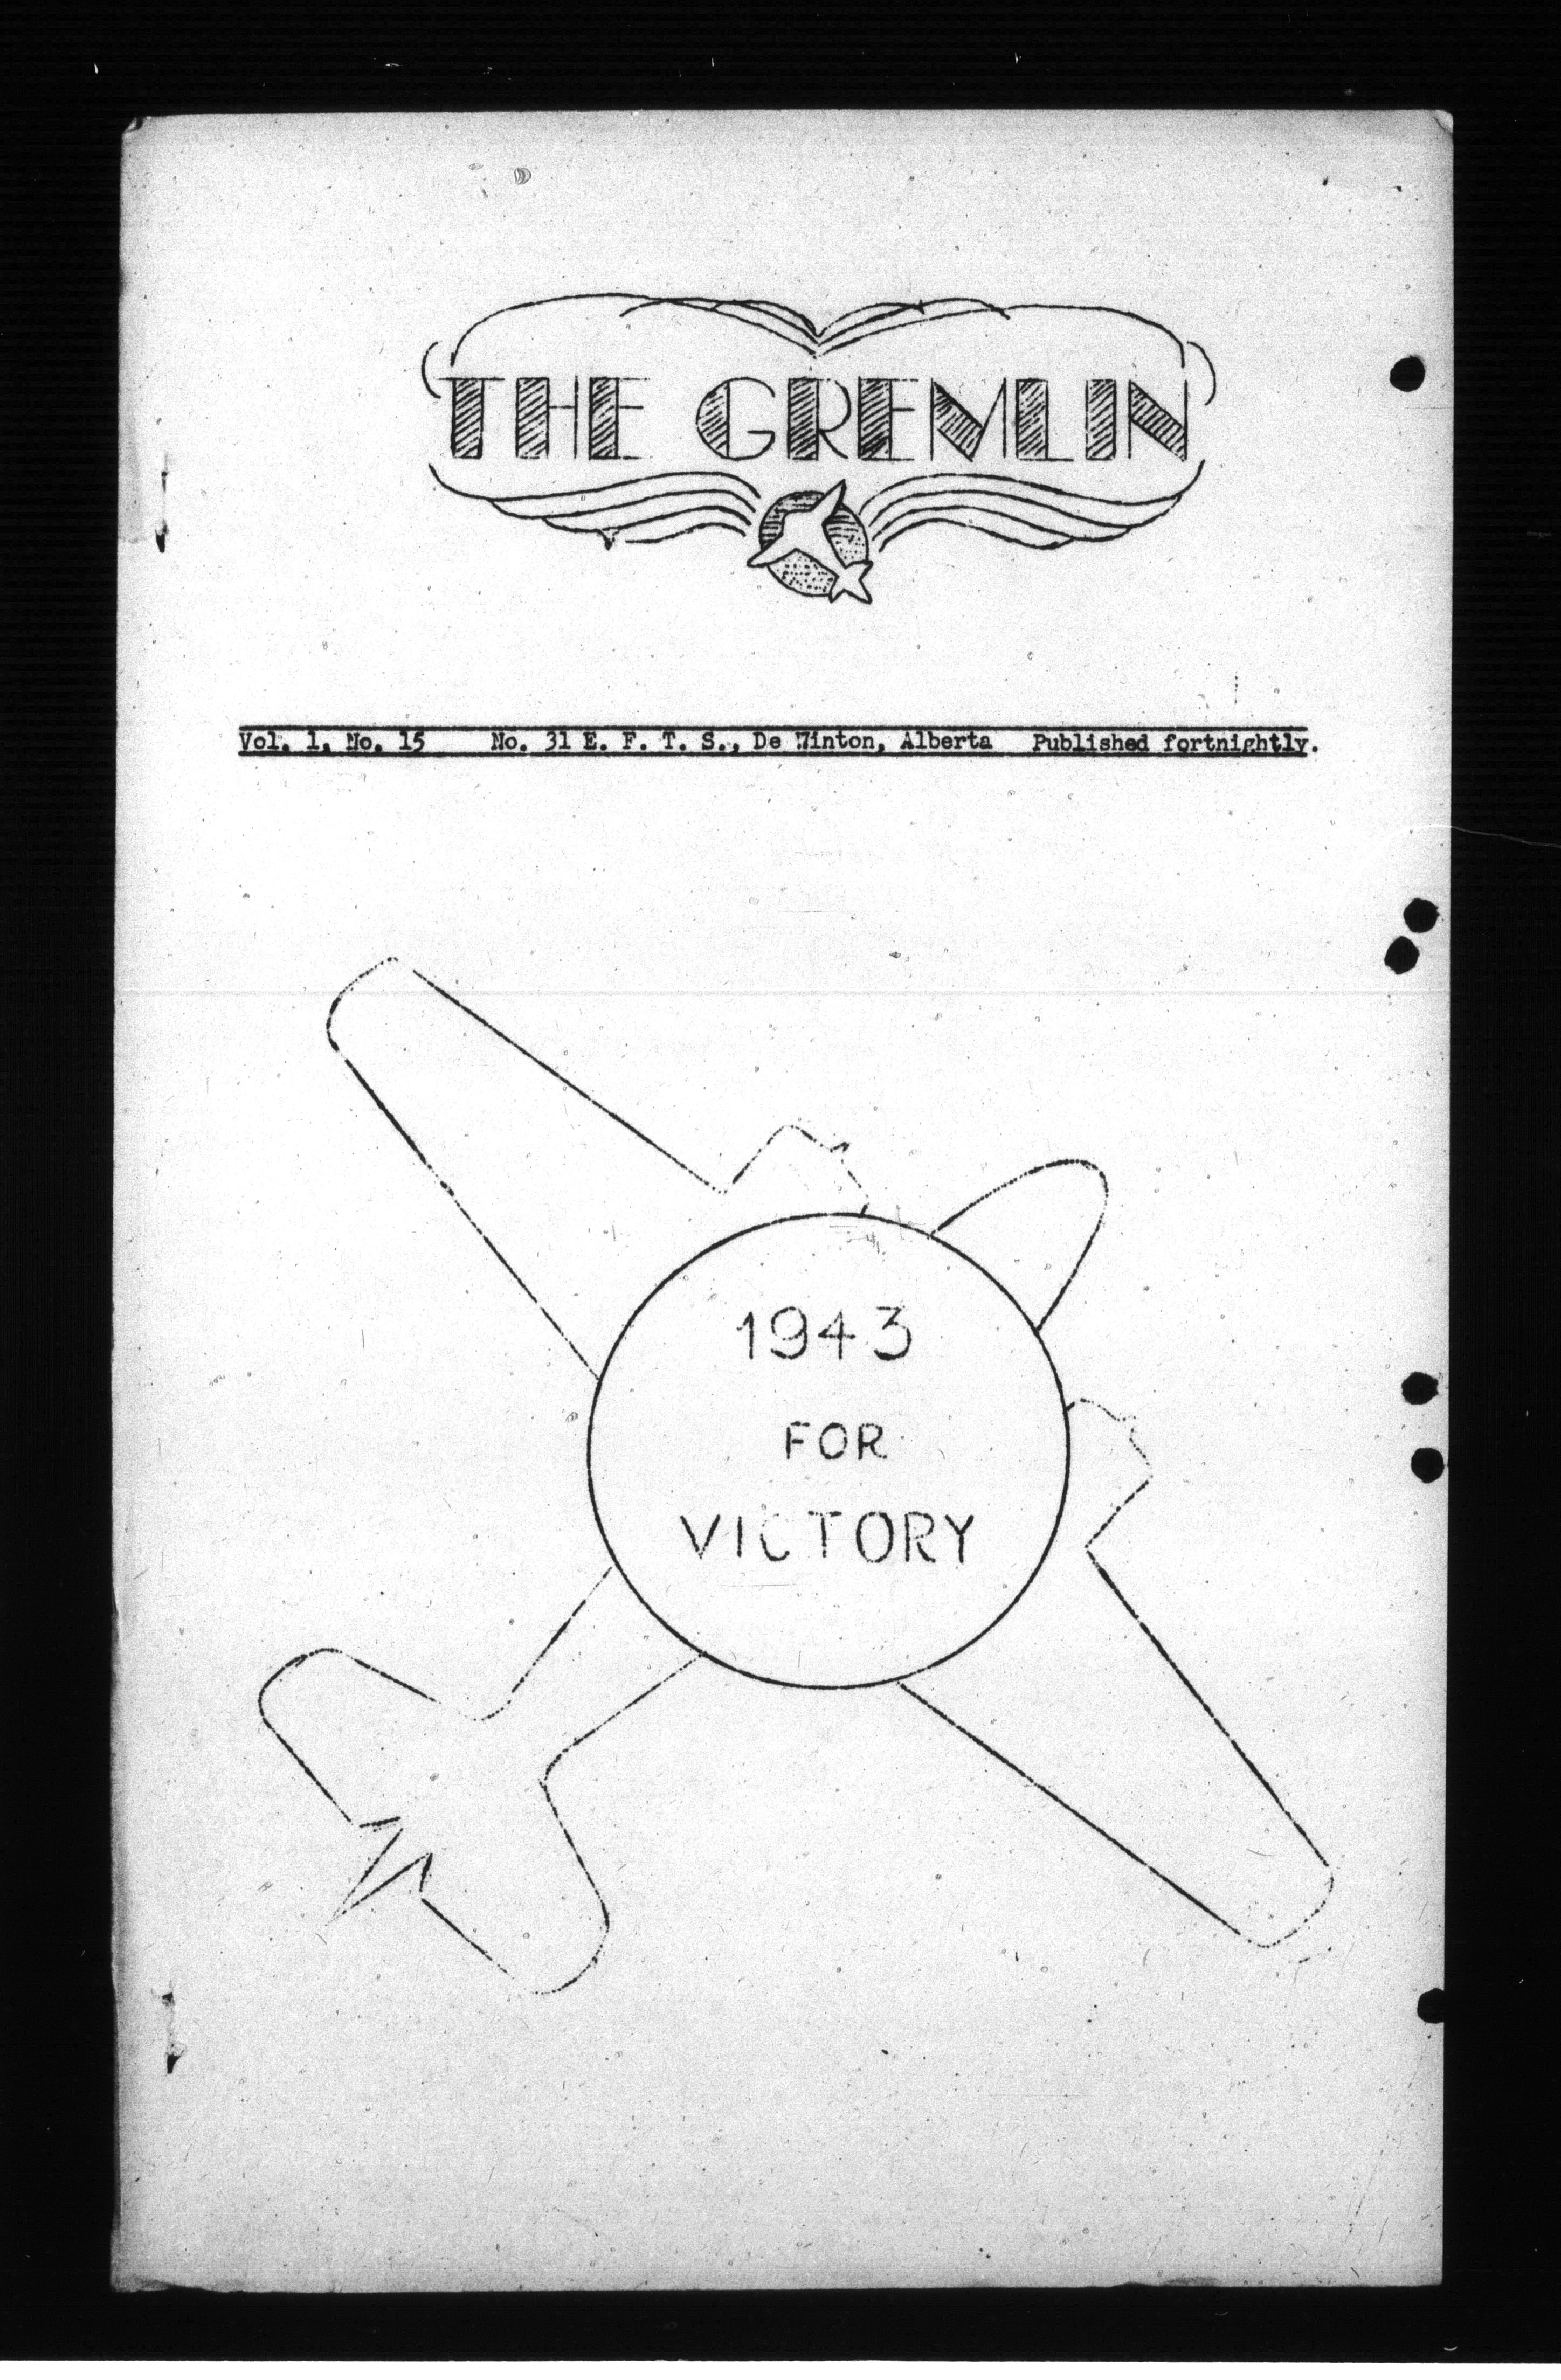 THE GREMLIN
Vol. 1, No. 15 No. 31 E. F. T. S., De Winton, Alberta Published fortnightly.
1943
FOR
VICTORY